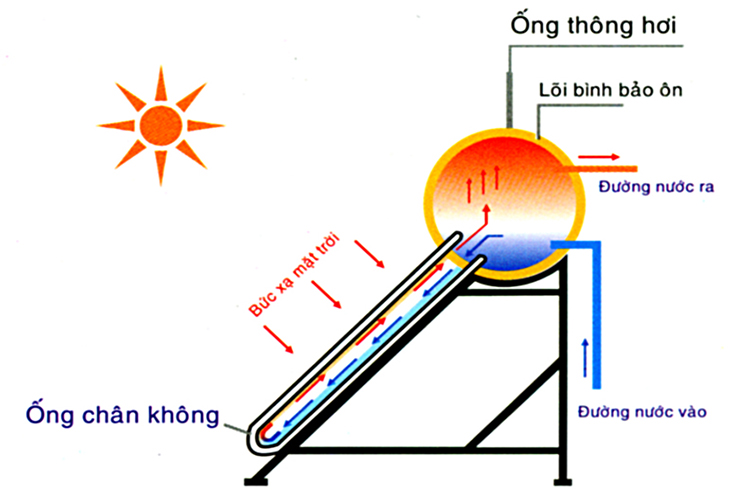 Ống thông hơi
Lõi bình bảo ôn
Đường nước ra
Bức xạ mặt trời
Ống chân không
Đường nước vào